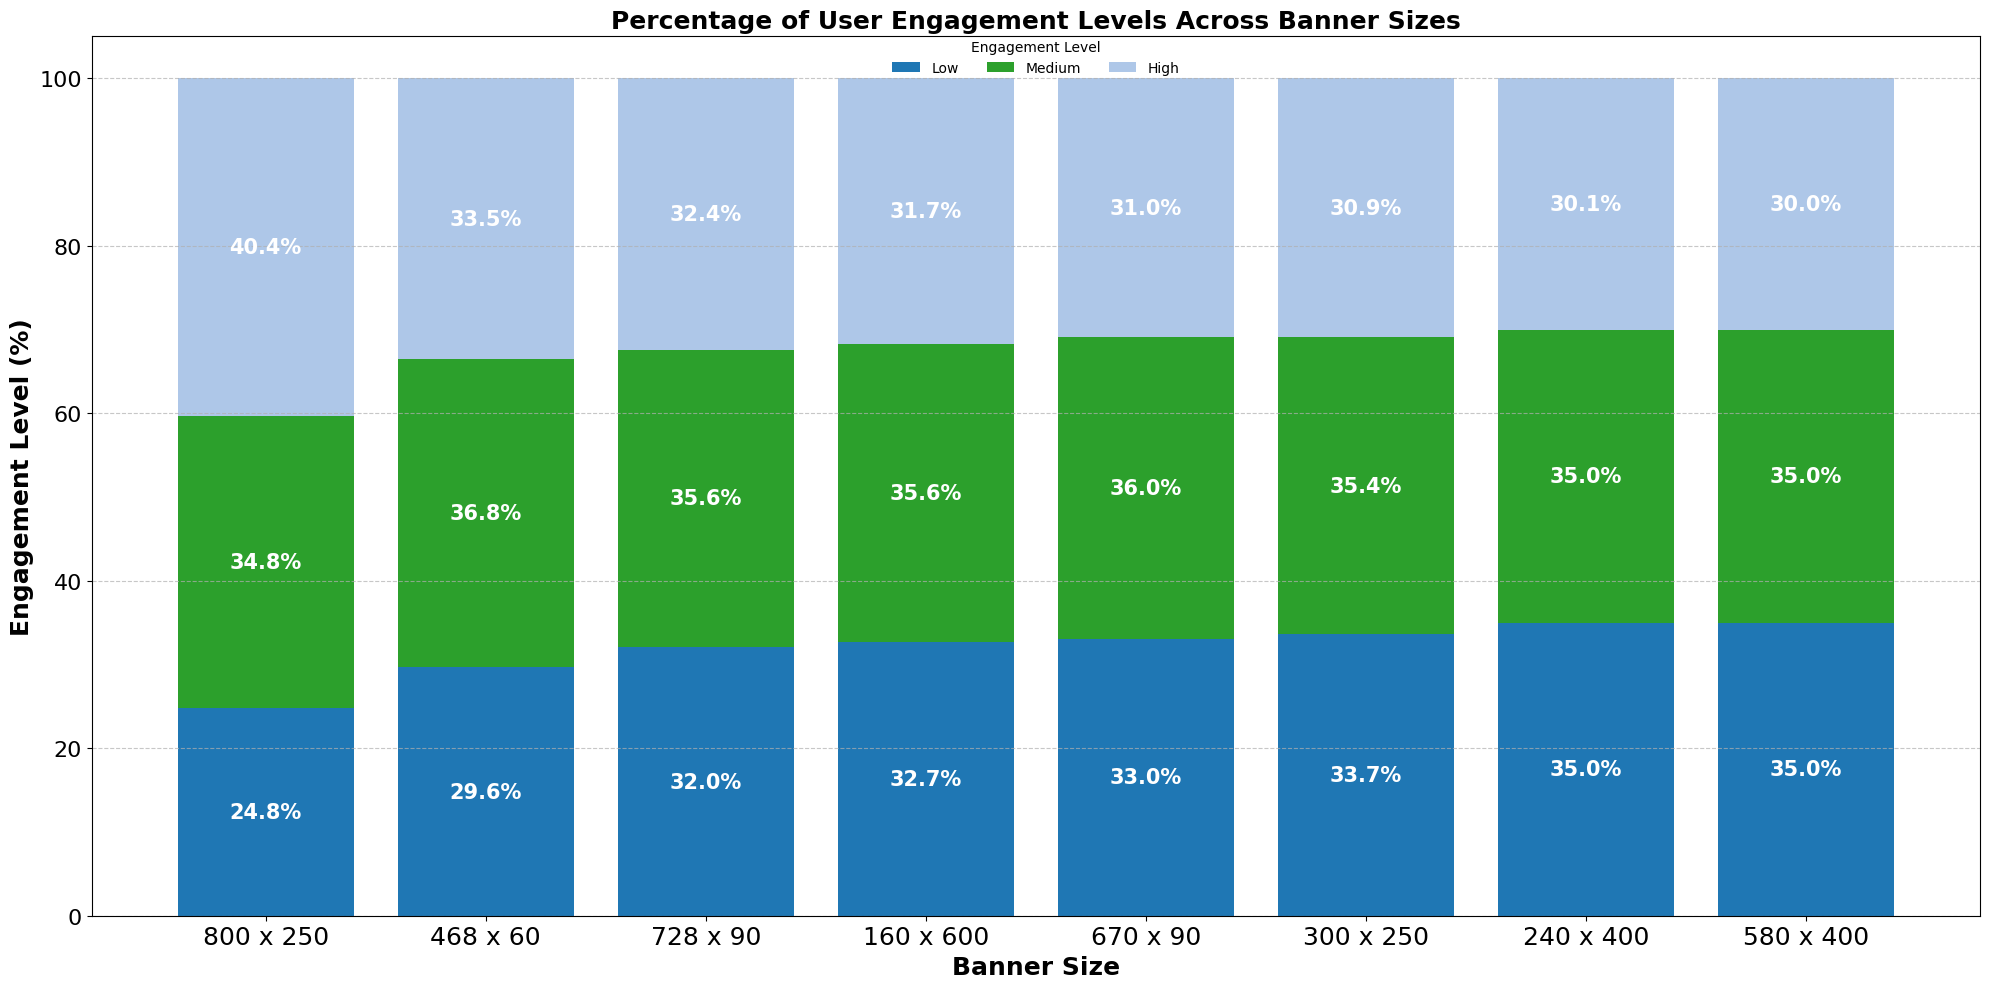 Percentage of User Engagement Levels Across Banner Sizes
Engagement Level
Low Medium High
Engagement Level (%)
100
80
60
40
20
0
40.4% 33.5% 32.4% 31.7% 31.0% 30.9% 30.1% 30.0%
34.8% 36.8% 35.6% 35.6% 36.0% 35.4% 35.0% 35.0%
24.8% 29.6% 32.0% 32.7% 33.0% 33.7% 35.0% 35.0%
800 x 250 468 x 60 728 x 90 160 x 600 670 x 90 300 x 250 240 x 400 580 x 400
Banner Size